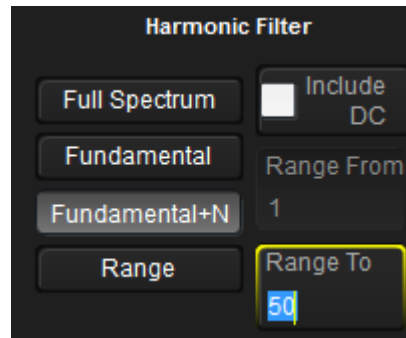 Harmonic Filter
Full Spectrum
Include
DC
Fundamental
Range From
1
Fundamental+N
Range
Range To
50